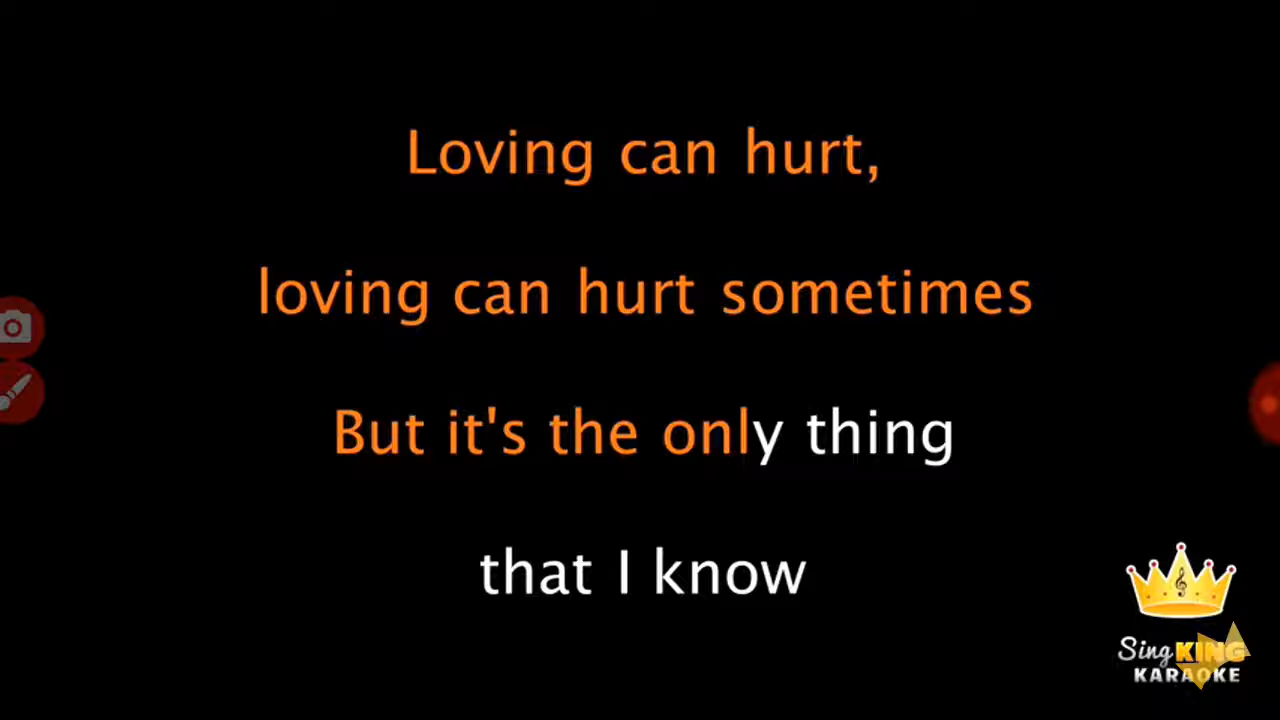 Loving can hurt,
loving can hurt sometimes
But it's the only thing
that I know
Sing KING
KARAOKE